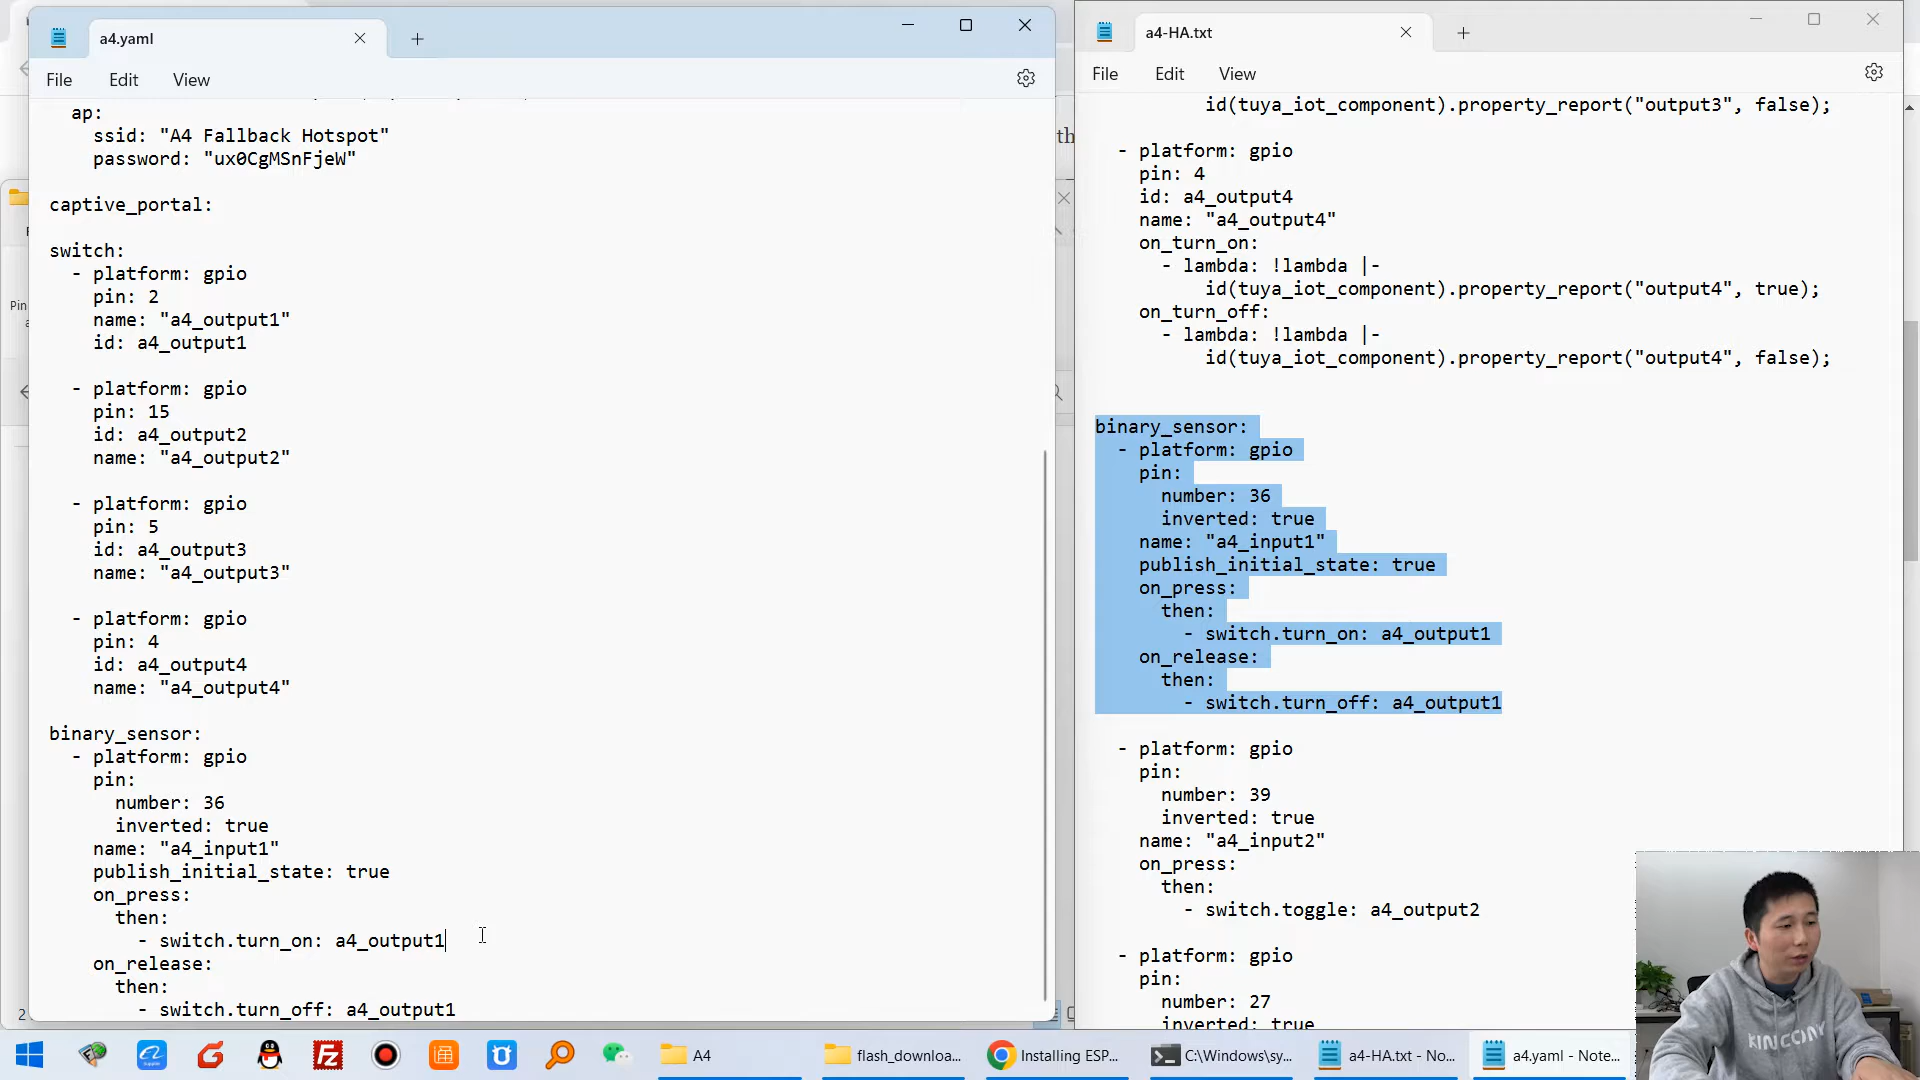 a4.yaml
File
Edit
View
ap:
ssid: "A4 Fallback Hotspot"
password: "ux0CgMSnFjeW"
captive_portal:
switch:
- platform: gpio
pin: 2
name: "a4_output1"
id: a4_output1
- platform: gpio
pin: 15
id: a4_output2
name: "a4_output2"
- platform: gpio
pin: 5
id: a4_output3
name: "a4_output3"
- platform: gpio
pin: 4
id: a4_output4
name: "a4_output4"
binary_sensor:
- platform: gpio
pin:
number: 36
inverted: true
name: "a4_input1"
publish_initial_state: true
on_press:
then:
- switch.turn_on: a4_output1
on_release:
then:
- switch.turn_off: a4_output1
Pin
th
a4-HA.txt
File
Edit
View
id(tuya_iot_component).property_report("output3", false);
- platform: gpio
pin: 4
id: a4_output4
name: "a4_output4"
on_turn_on:
- lambda: !lambda |-
id(tuya_iot_component).property_report("output4", true);
on_turn_off:
- lambda: !lambda |-
id(tuya_iot_component).property_report("output4", false);
binary_sensor:
- platform: gpio
pin:
number: 36
inverted: true
name: "a4_input1"
publish_initial_state: true
on_press:
then:
- switch.turn_on: a4_output1
on_release:
then:
- switch.turn_off: a4_output1
- platform: gpio
pin:
number: 39
inverted: true
name: "a4_input2"
on_press:
then:
- switch.toggle: a4_output2
- platform: gpio
pin:
number: 27
inverted: true
KINCONY
A4
flash_downloa...
Installing ESP...
C:\Windows\sy...
a4-HA.txt - No...
a4.yaml - Note...